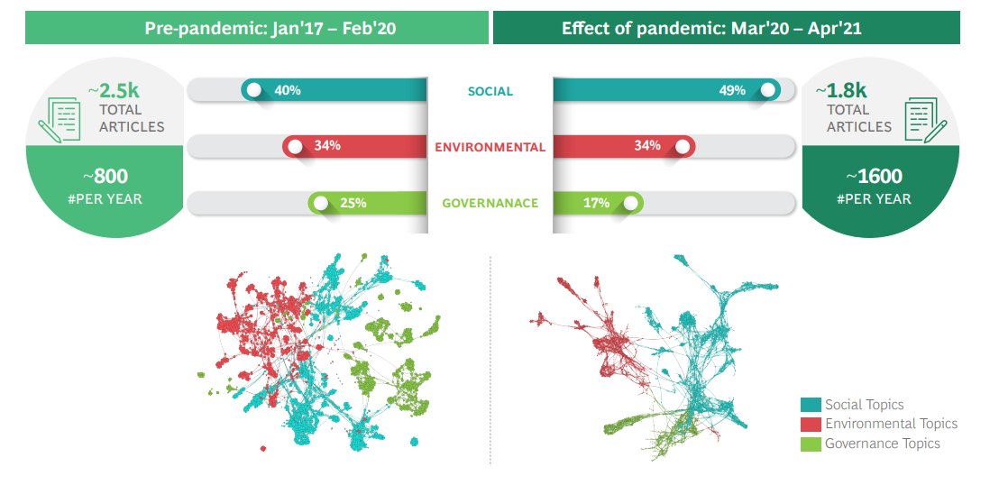 Pre-pandemic: Jan'17 – Feb'20
Effect of pandemic: Mar'20 – Apr'21
~2.5k
TOTAL
ARTICLES
~800
#PER YEAR
40%
SOCIAL
49%
34%
ENVIRONMENTAL
34%
25%
GOVERNANACE
17%
~1.8k
TOTAL
ARTICLES
~1600
#PER YEAR
Social Topics
Environmental Topics
Governance Topics